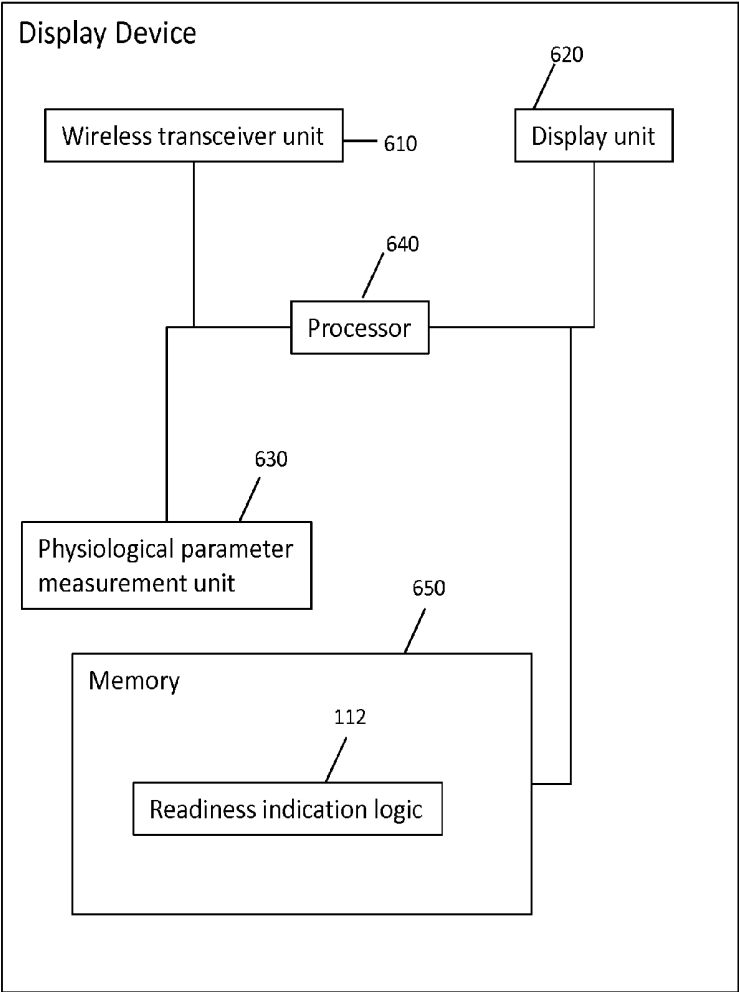 Display Device
620
Wireless transceiver unit
610
Display unit
640
Processor
630
Physiological parameter
measurement unit
650
Memory
112
Readiness indication logic